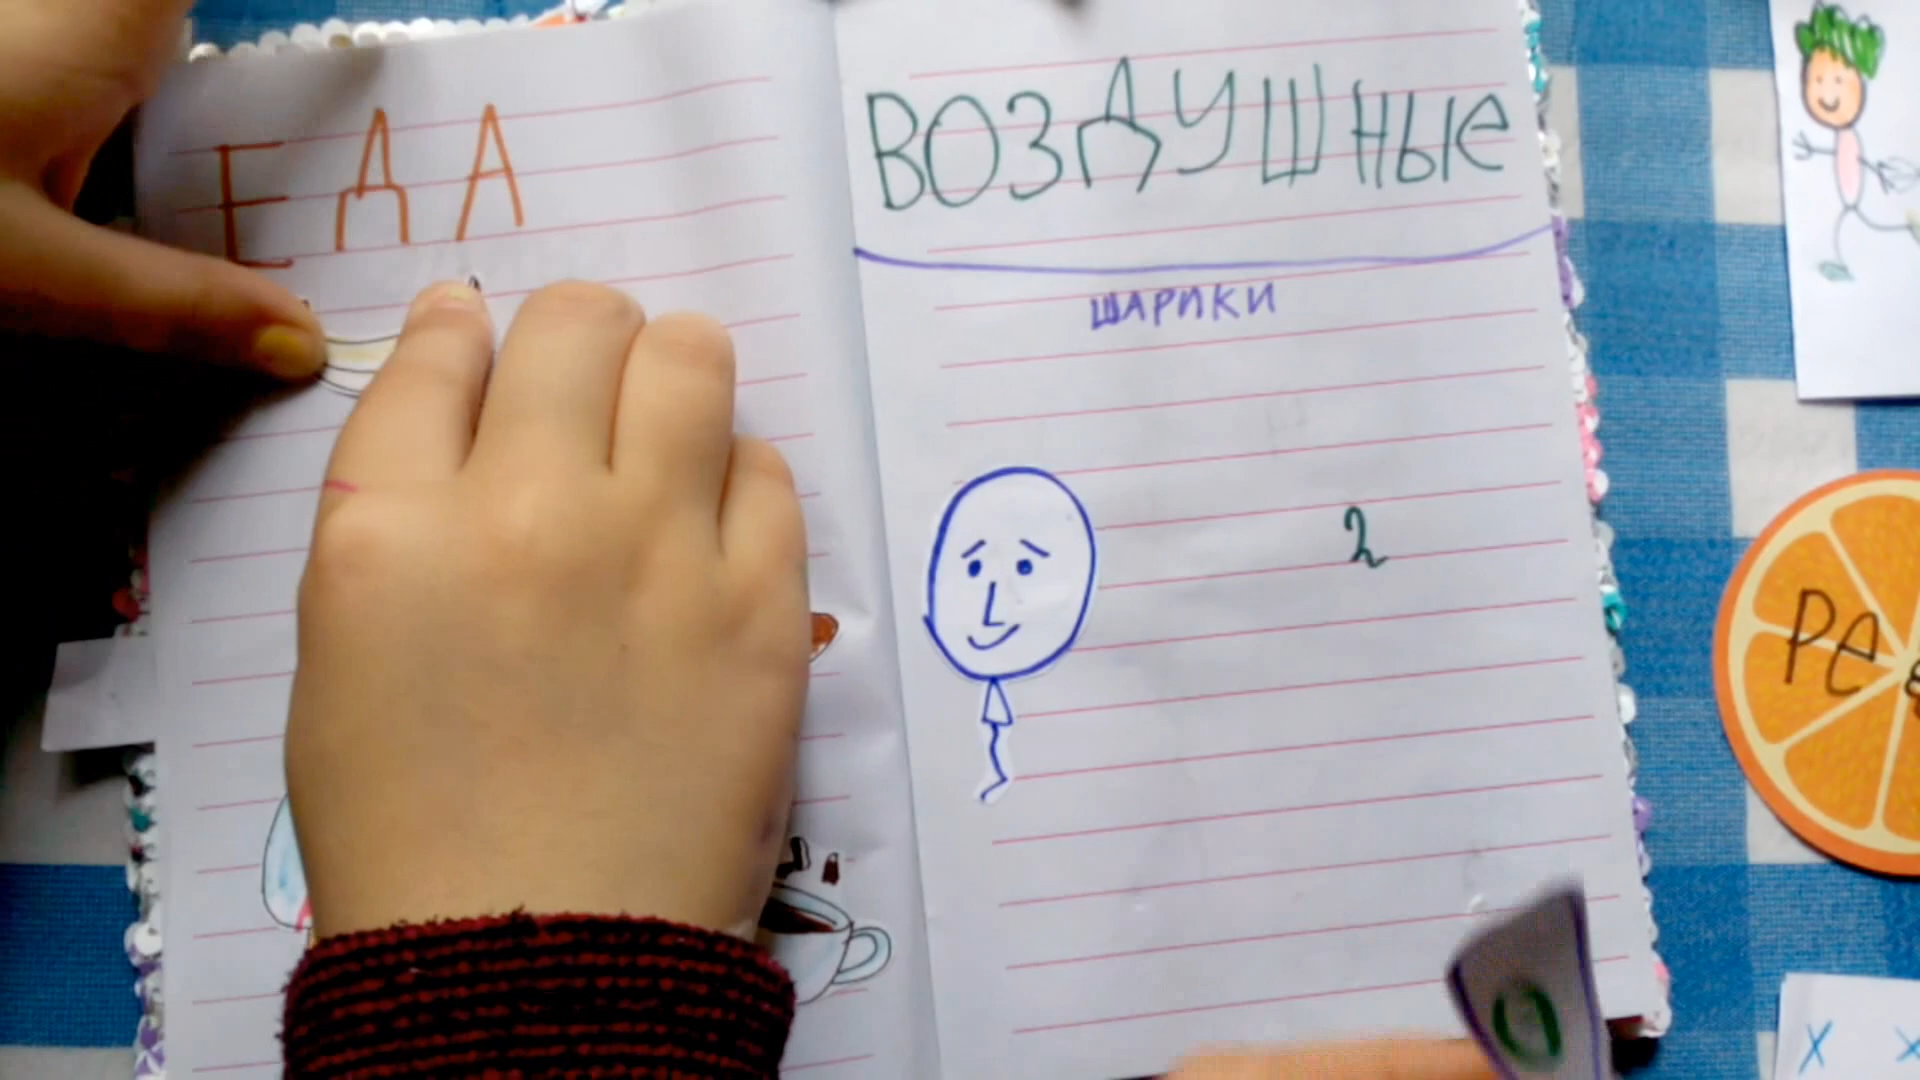 ЕДА
ВОЗДУШНЫе
ШАРИКИ
2
Ре
О
х х